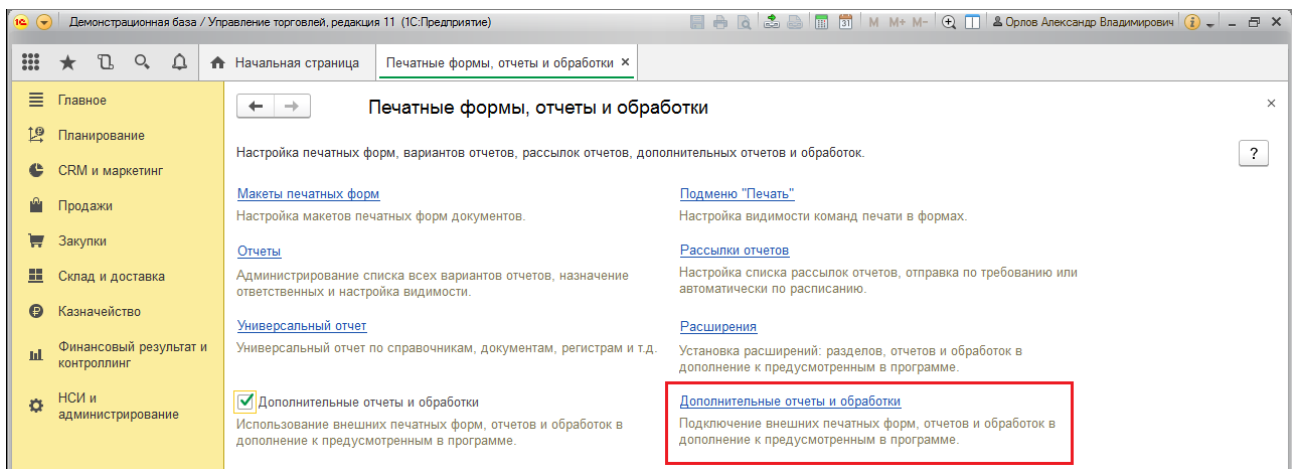 1С Демонстрационная база / Управление торговлей, редакция 11 (1С:Предприятие) M M+ M- Орлов Александр Владимирович
Начальная страница Печатные формы, отчеты и обработки ×
Главное
Планирование
CRM и маркетинг
Продажи
Закупки
Склад и доставка
Казначейство
Финансовый результат и
контроллинг
НСИ и
администрирование
Печатные формы, отчеты и обработки
Настройка печатных форм, вариантов отчетов, рассылок отчетов, дополнительных отчетов и обработок.
?
Макеты печатных форм
Настройка макетов печатных форм документов.
Подменю "Печать"
Настройка видимости команд печати в формах.
Отчеты
Администрирование списка всех вариантов отчетов, назначение
ответственных и настройка видимости.
Рассылки отчетов
Настройка списка рассылок отчетов, отправка по требованию или
автоматически по расписанию.
Универсальный отчет
Универсальный отчет по справочникам, документам, регистрам и т.д.
Расширения
Установка расширений: разделов, отчетов и обработок в
дополнение к предусмотренным в программе.
Дополнительные отчеты и обработки
Использование внешних печатных форм, отчетов и обработок в
дополнение к предусмотренным в программе.
Дополнительные отчеты и обработки
Подключение внешних печатных форм, отчетов и обработок в
дополнение к предусмотренным в программе.